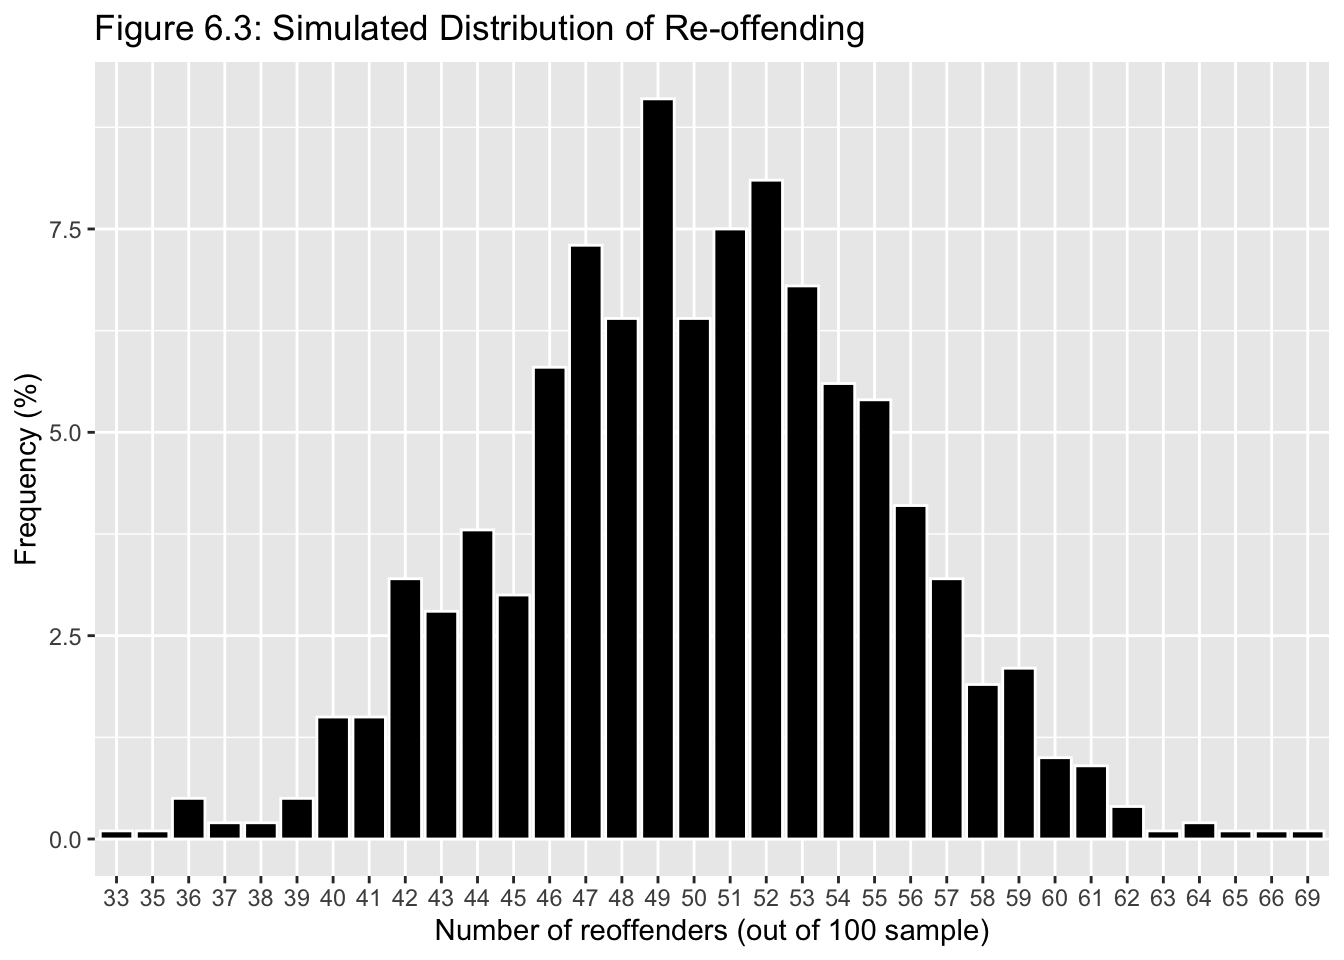 Figure 6.3: Simulated Distribution of Re-offending
Frequency (%)
7.5
5.0
2.5
0.0
33 35 36 37 38 39 40 41 42 43 44 45 46 47 48 49 50 51 52 53 54 55 56 57 58 59 60 61 62 63 64 65 66 69
Number of reoffenders (out of 100 sample)